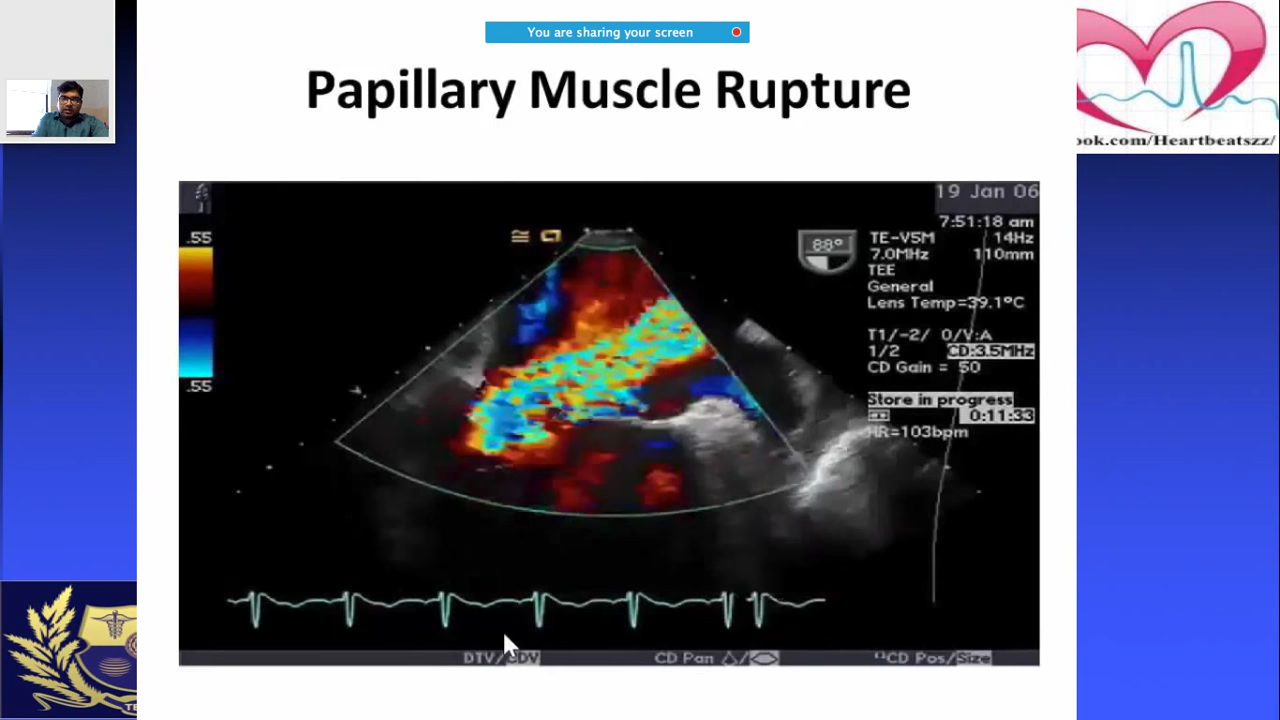 You are sharing your screen
Papillary Muscle Rupture
ook.com/Heartbeatszz/
19 Jan 06
7:51:18 am
.55
88°
TE-V5M 14Hz
7.0MHz 110mm
TEE
General
Lens Temp=39.1°C
T1/-2/ 0/V:A
1/2 CD:3.5MHz
CD Gain = 50
.55
Store in progress
0:11:33
HR=103bpm
DTV/CDV
CD Pan
CD Pos/Size